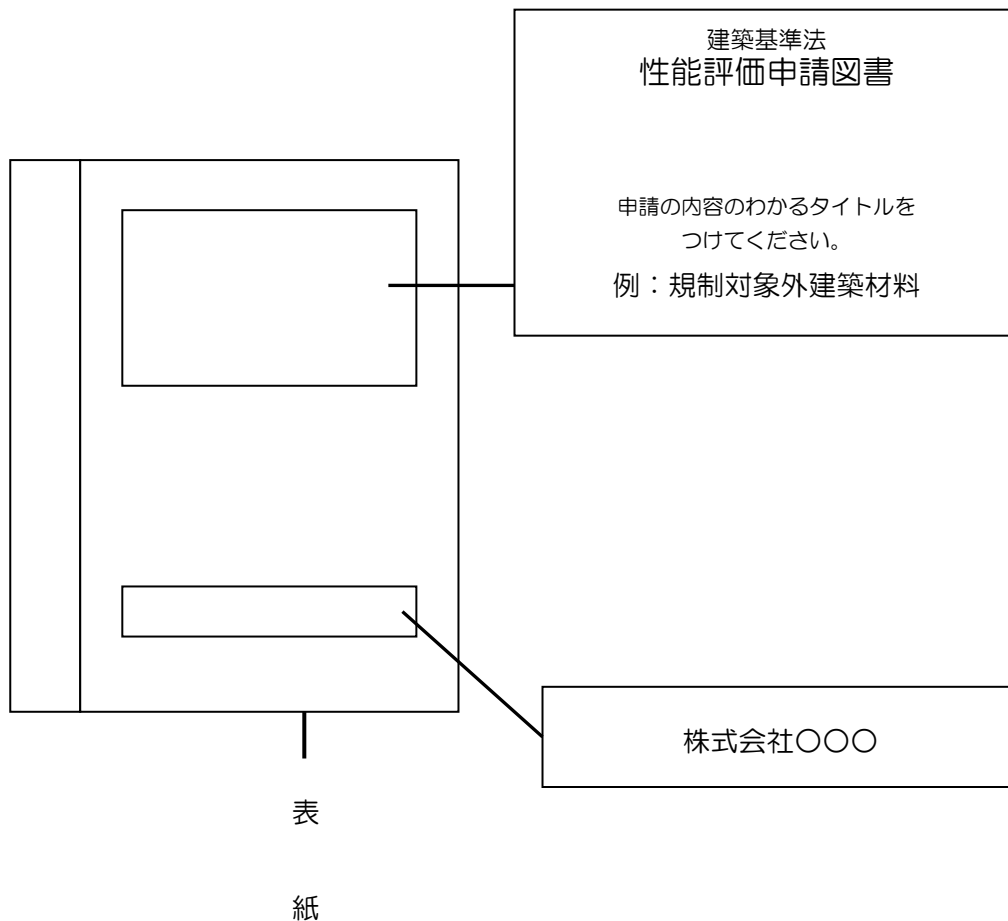 建築基準法
性能評価申請図書
申請の内容のわかるタイトルを
つけてください。
例：規制対象外建築材料
株式会社〇〇〇
表
紙